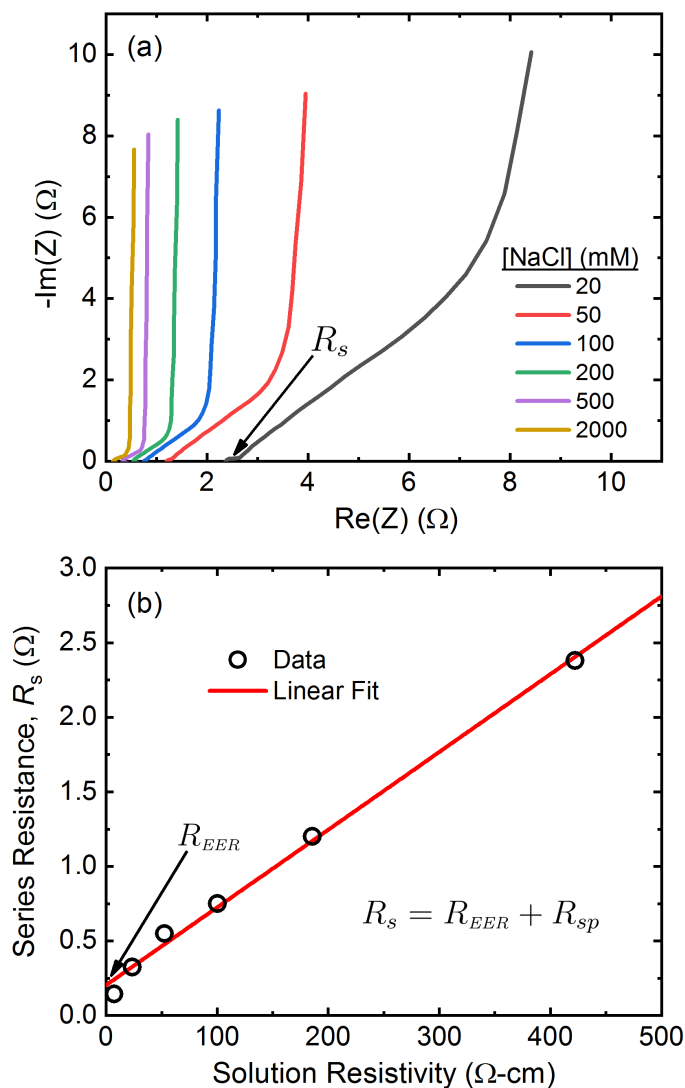 (a)
10
8
6
4
2
0
-Im(Z) (Ω)
[NaCl] (mM)
20
50
100
200
500
2000
R_s
0 2 4 6 8 10
Re(Z) (Ω)
(b)
3.0
2.5
2.0
1.5
1.0
0.5
0.0
Series Resistance, R_s (Ω)
Data
Linear Fit
R_EER
R_s = R_EER + R_sp
0 100 200 300 400 500
Solution Resistivity (Ω-cm)